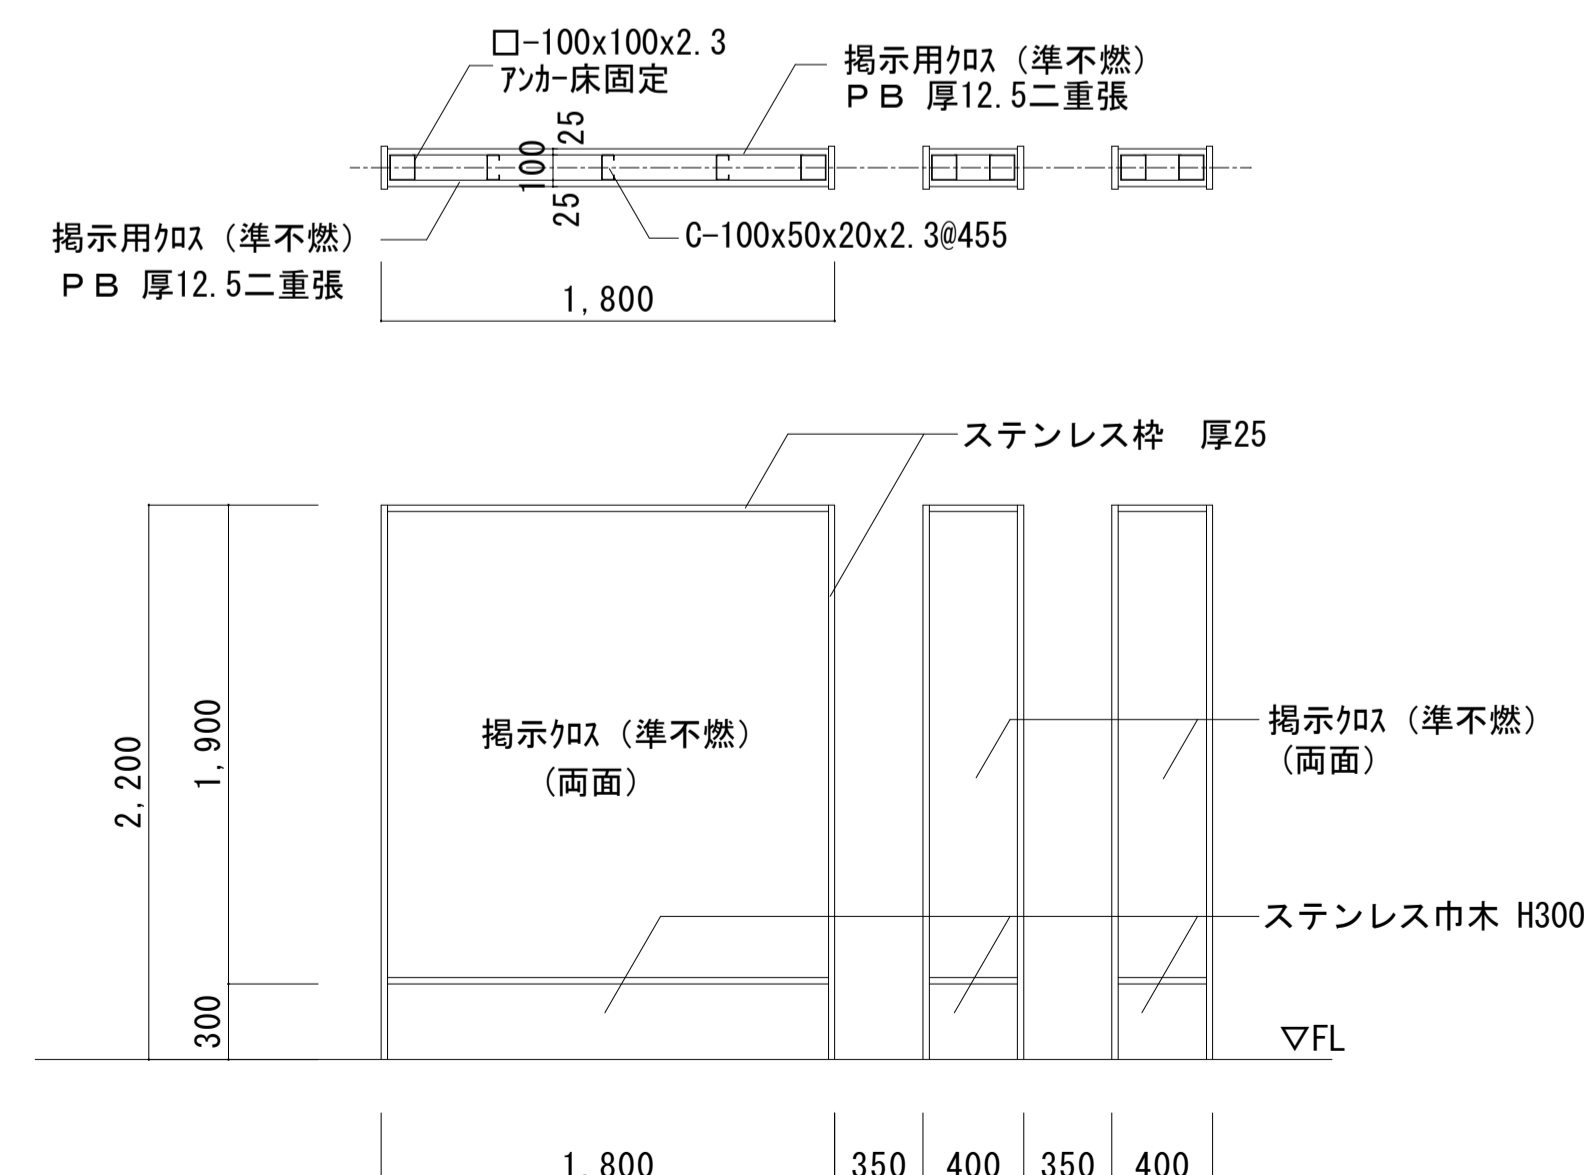 □-100x100x2.3
ｱﾝｶｰ床固定
掲示用ｸﾛｽ（準不燃）
ＰＢ 厚12.5二重張
25
100
25
掲示用ｸﾛｽ（準不燃）
ＰＢ 厚12.5二重張
C-100x50x20x2.3@455
1,800
ステンレス枠　厚25
2,200
1,900
300
掲示ｸﾛｽ（準不燃）
（両面）
掲示ｸﾛｽ（準不燃）
（両面）
ステンレス巾木 H300
▽FL
1,800
350
400
350
400